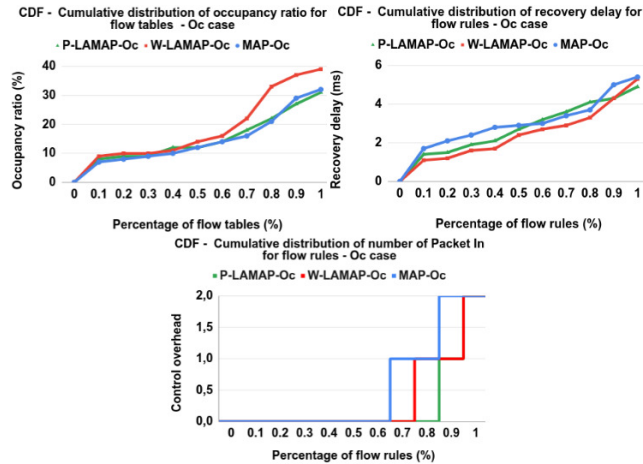 CDF - Cumulative distribution of occupancy ratio for
flow tables - Oc case
P-LAMAP-Oc W-LAMAP-Oc MAP-Oc
Occupancy ratio (%)
40
30
20
10
0
0 0.1 0.2 0.3 0.4 0.5 0.6 0.7 0.8 0.9 1
Percentage of flow tables (%)
CDF - Cumulative distribution of recovery delay for
flow rules - Oc case
P-LAMAP-Oc W-LAMAP-Oc MAP-Oc
Recovery delay (ms)
6
4
2
0
0 0.1 0.2 0.3 0.4 0.5 0.6 0.7 0.8 0.9 1
Percentage of flow rules (%)
CDF - Cumulative distribution of number of Packet In
for flow rules - Oc case
P-LAMAP-Oc W-LAMAP-Oc MAP-Oc
Control overhead
2,0
1,5
1,0
0,5
0,0
0 0.1 0.2 0.3 0.4 0.5 0.6 0.7 0.8 0.9 1
Percentage of flow rules (%)